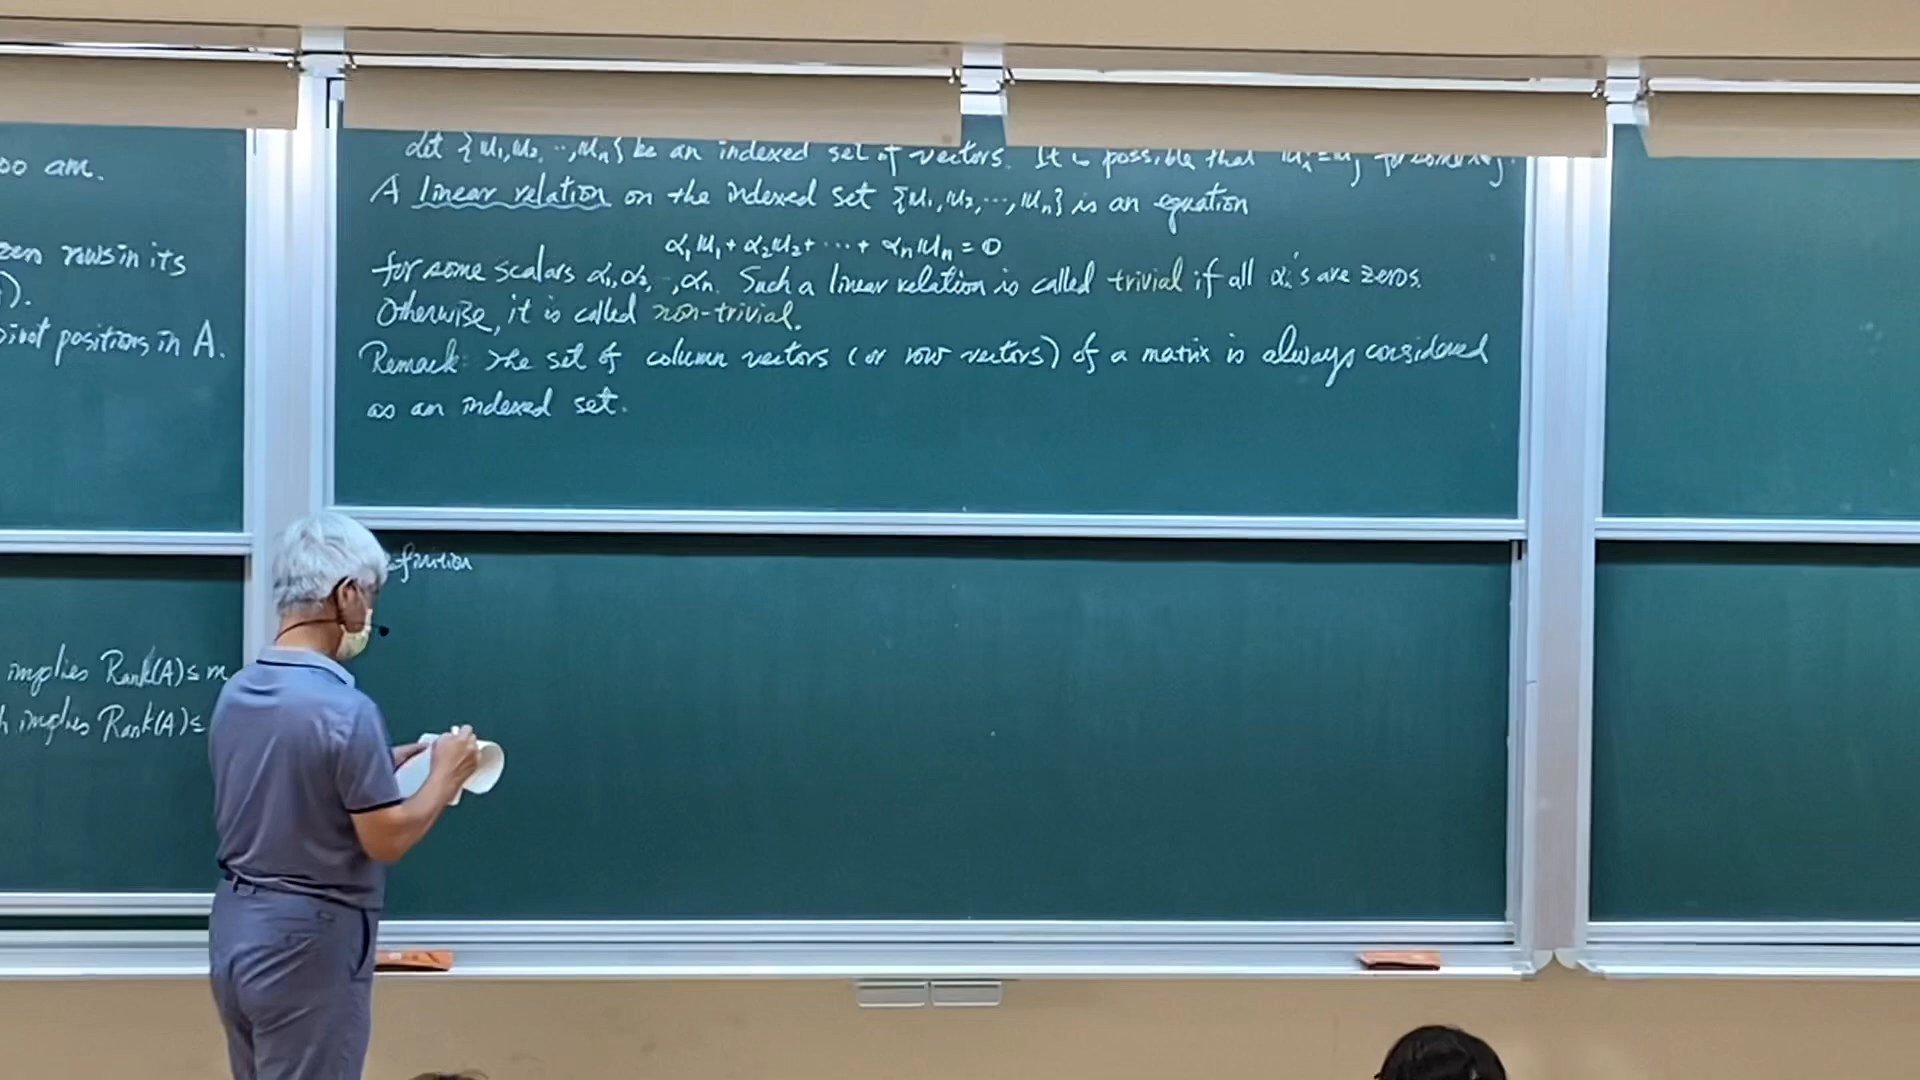 oo am.
zero rows in its
).
pivot positions in A.
implies Rank(A) ≤ m
h implies Rank(A) ≤
Let {u₁,u₂,⋯,uₙ} be an indexed set of vectors. It is possible that uᵢ=uⱼ for some i≠j.
A linear relation on the indexed set {u₁,u₂,⋯,uₙ} is an equation
α₁u₁+α₂u₂+⋯+αₙuₙ=0
for some scalars α₁,α₂,⋯,αₙ. Such a linear relation is called trivial if all αᵢ's are zeros.
Otherwise, it is called non-trivial.
Remark: The set of column vectors (or row vectors) of a matrix is always considered
as an indexed set.
efinition